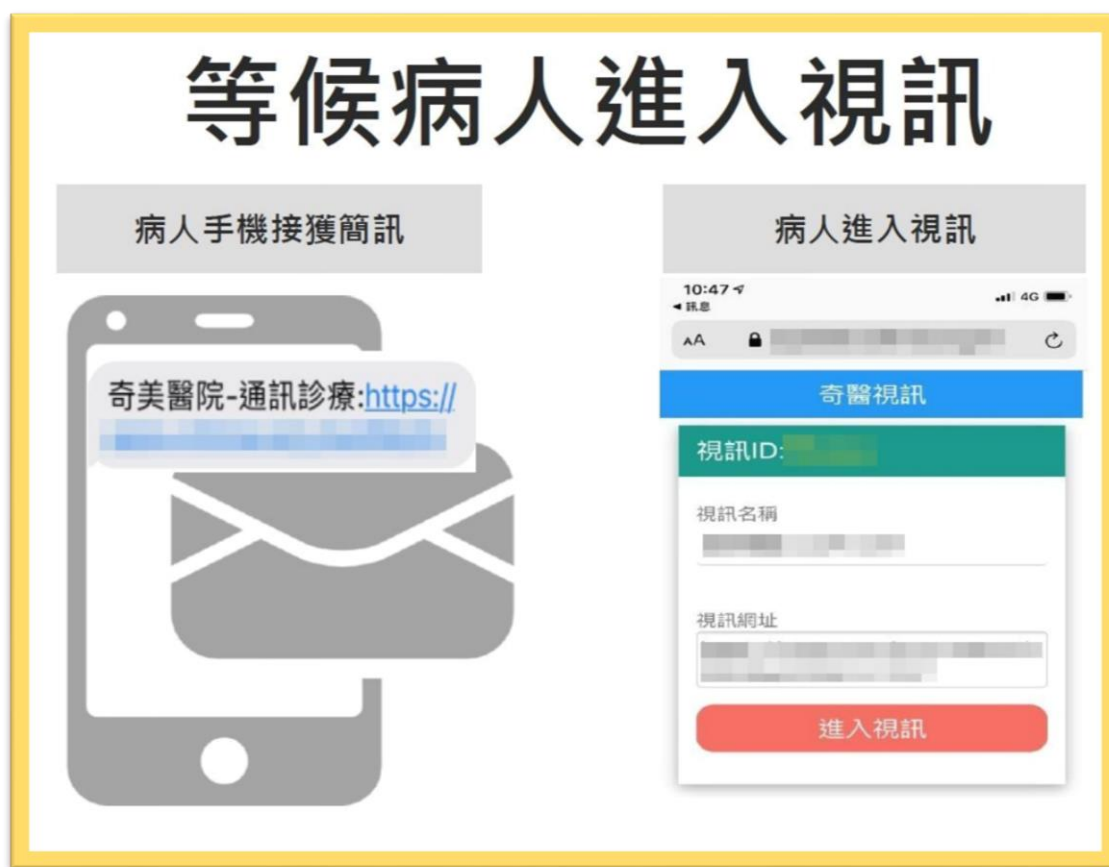 等候病人進入視訊
病人手機接獲簡訊
奇美醫院-通訊診療:https://
病人進入視訊
10:47
◀ 訊息
4G
AA
奇醫視訊
視訊ID:
視訊名稱
視訊網址
進入視訊